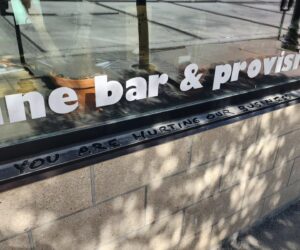 ine bar & provisi
YOU ARE HURTING OUR BUSINESS